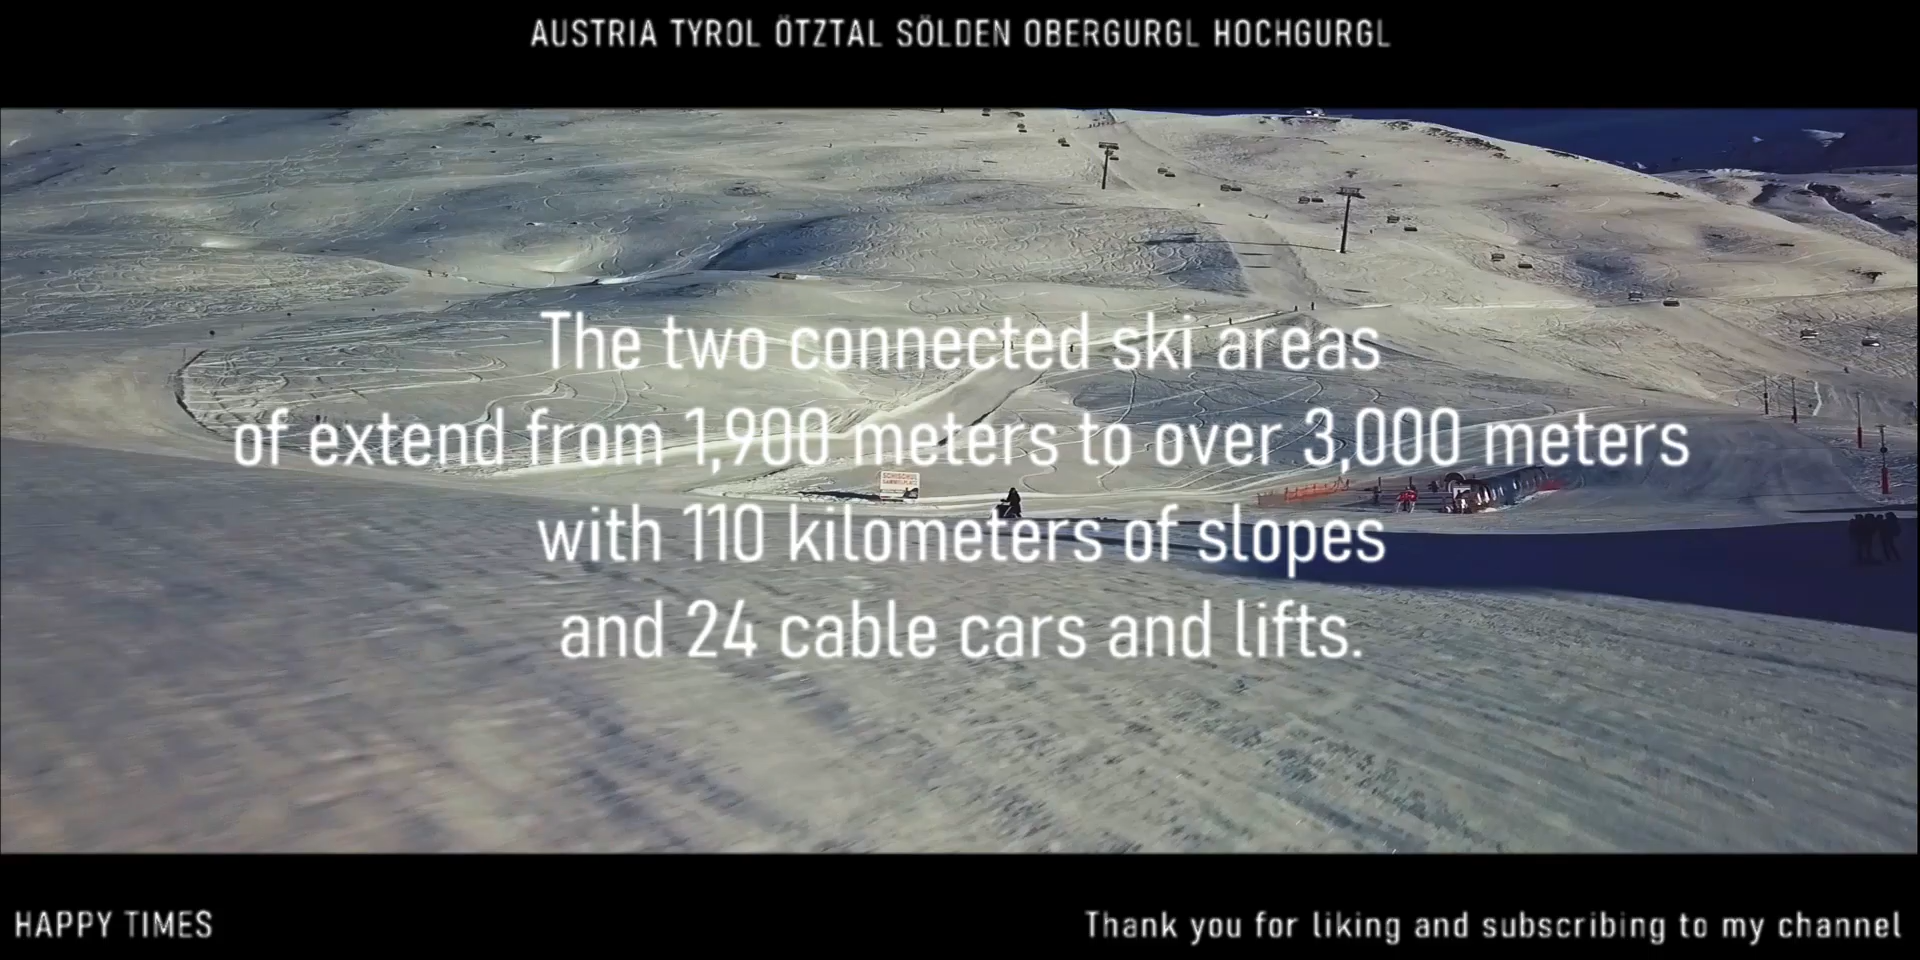 AUSTRIA TYROL ÖTZTAL SÖLDEN OBERGURGL HOCHGURGL
The two connected ski areas
of extend from 1,900 meters to over 3,000 meters
SCHISCHULE
SAMMELPLATZ
with 110 kilometers of slopes
and 24 cable cars and lifts.
HAPPY TIMES
Thank you for liking and subscribing to my channel